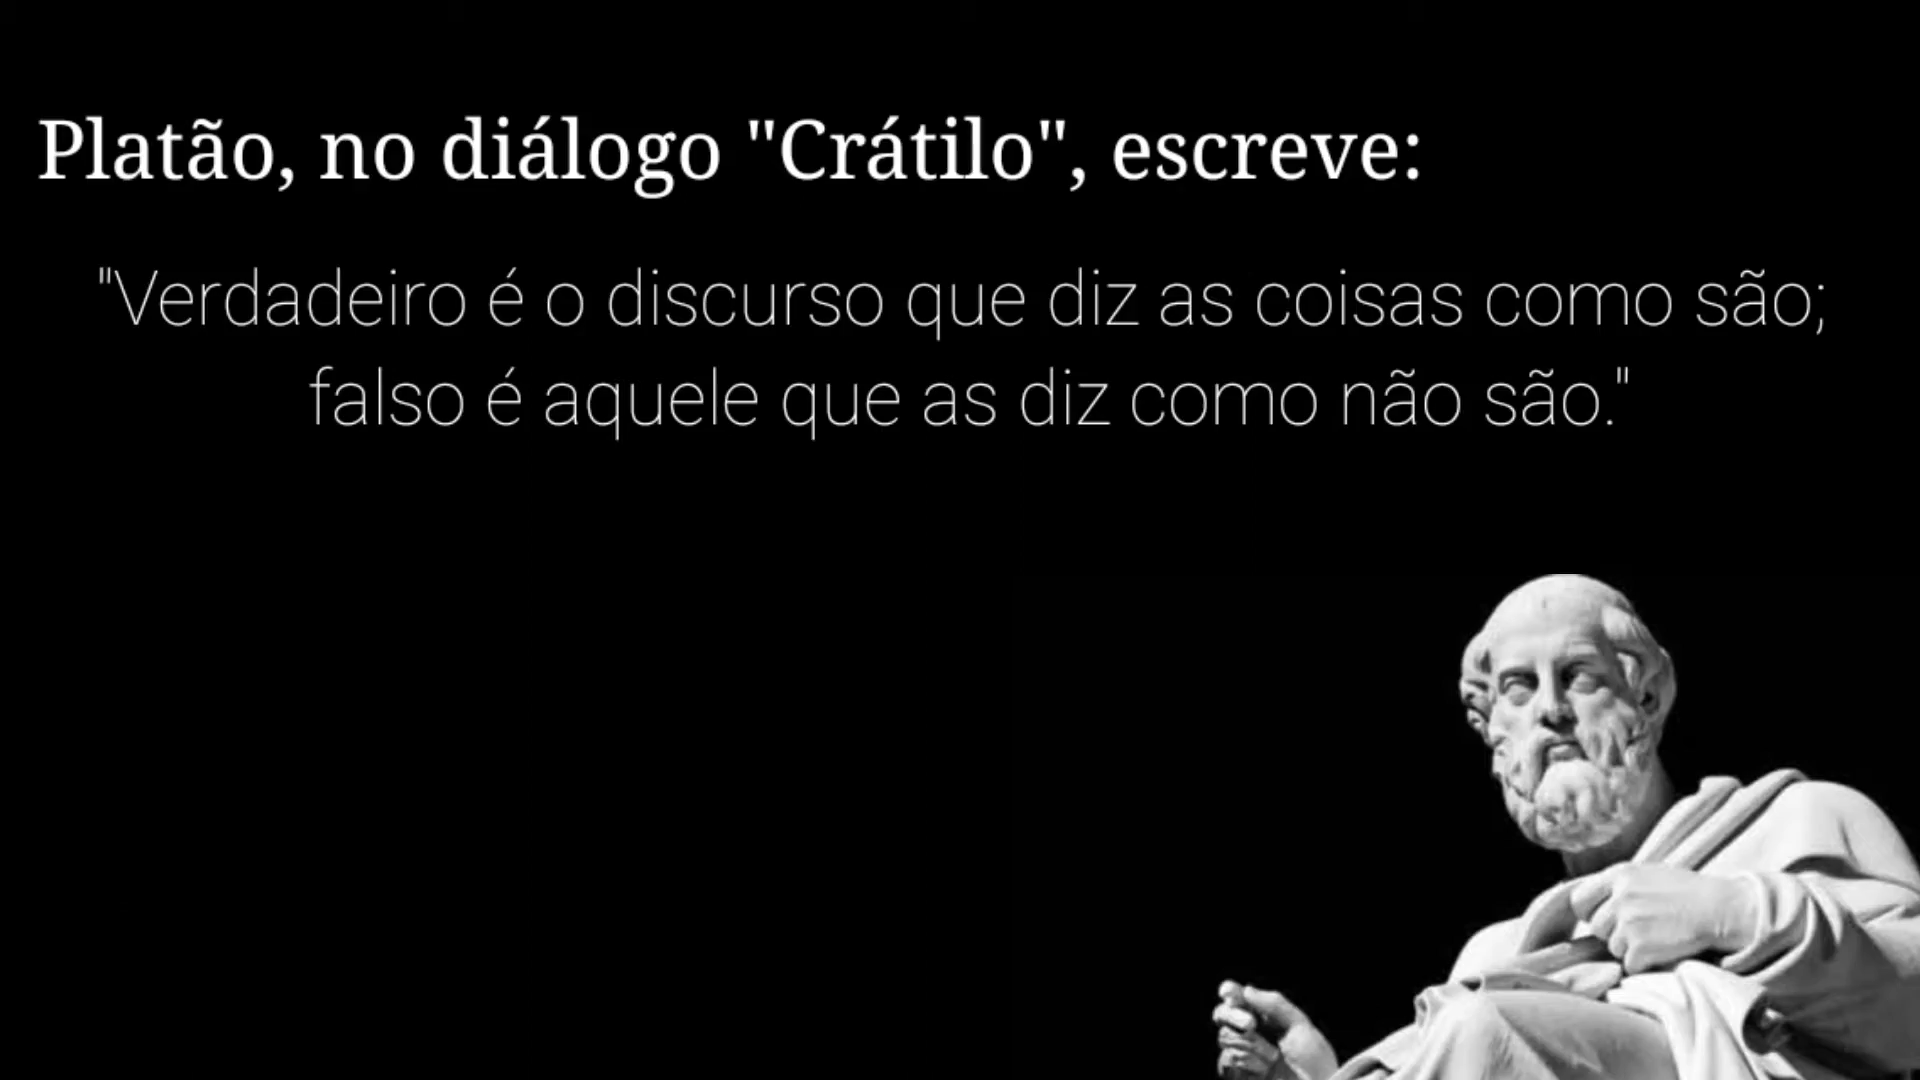 Platão, no diálogo "Crátilo", escreve:
"Verdadeiro é o discurso que diz as coisas como são;
falso é aquele que as diz como não são."